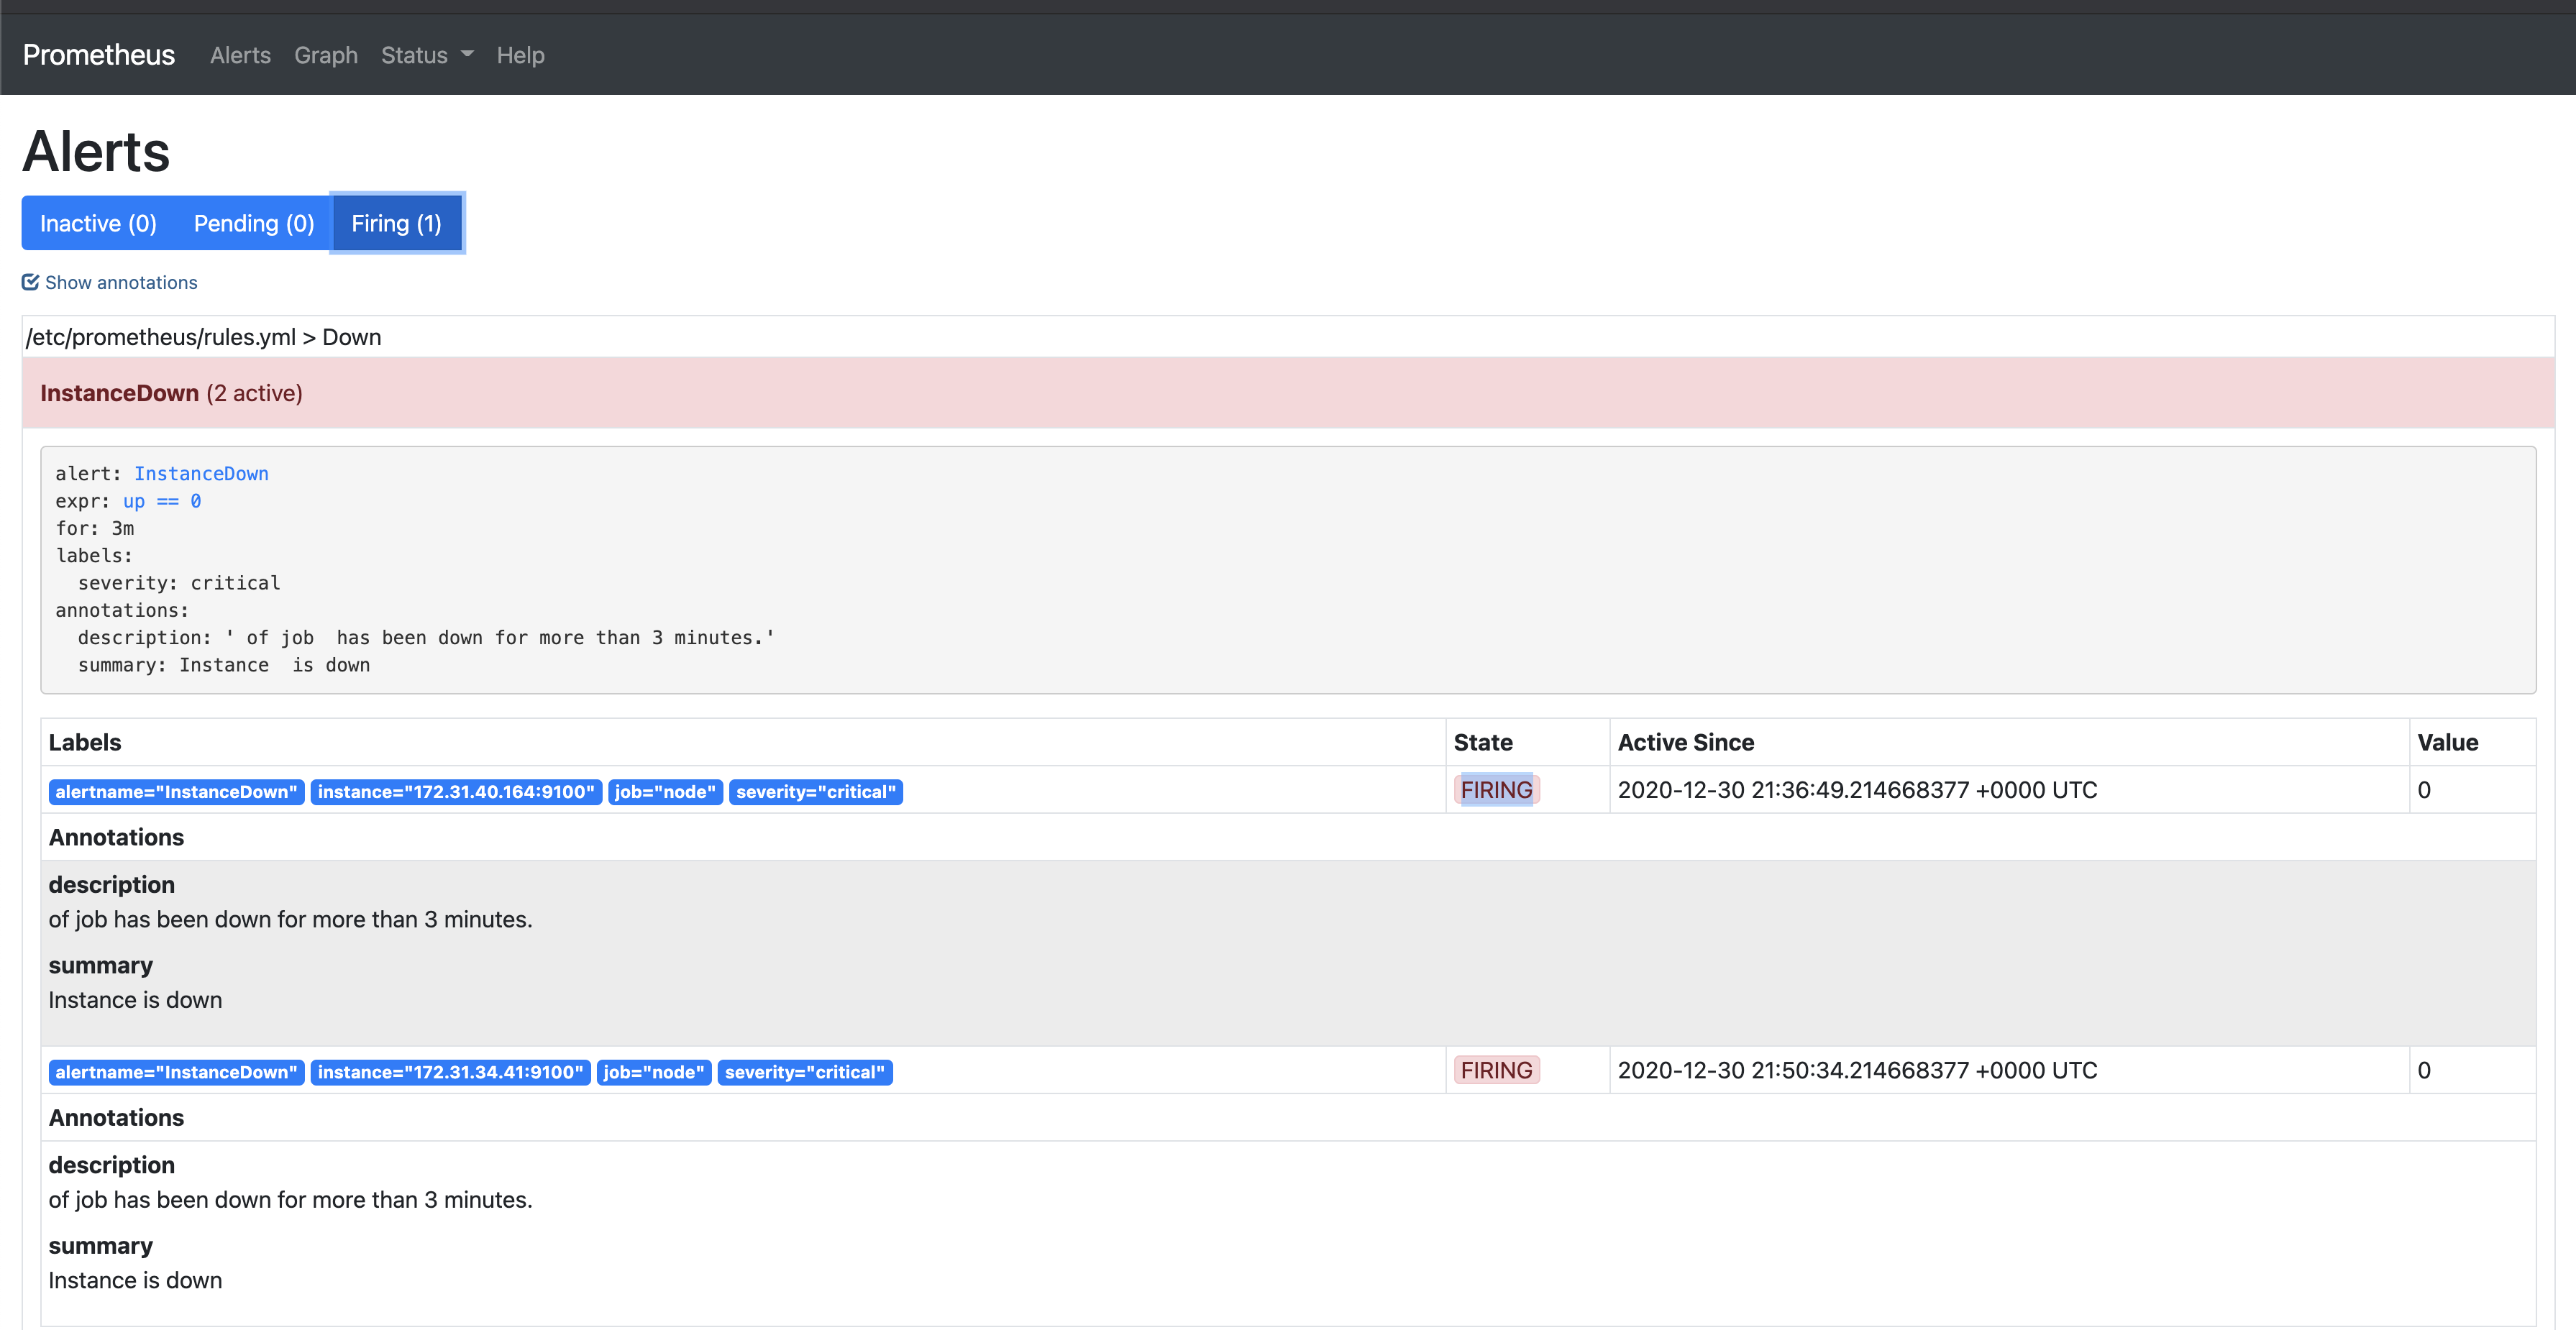 Prometheus Alerts Graph Status Help
Alerts
Inactive (0) Pending (0) Firing (1)
Show annotations
/etc/prometheus/rules.yml > Down
InstanceDown (2 active)
alert: InstanceDown
expr: up == 0
for: 3m
labels:
  severity: critical
annotations:
  description: ' of job  has been down for more than 3 minutes.'
  summary: Instance  is down
Labels State Active Since Value
alertname="InstanceDown" instance="172.31.40.164:9100" job="node" severity="critical" FIRING 2020-12-30 21:36:49.214668377 +0000 UTC 0
Annotations
description
of job has been down for more than 3 minutes.
summary
Instance is down
alertname="InstanceDown" instance="172.31.34.41:9100" job="node" severity="critical" FIRING 2020-12-30 21:50:34.214668377 +0000 UTC 0
Annotations
description
of job has been down for more than 3 minutes.
summary
Instance is down